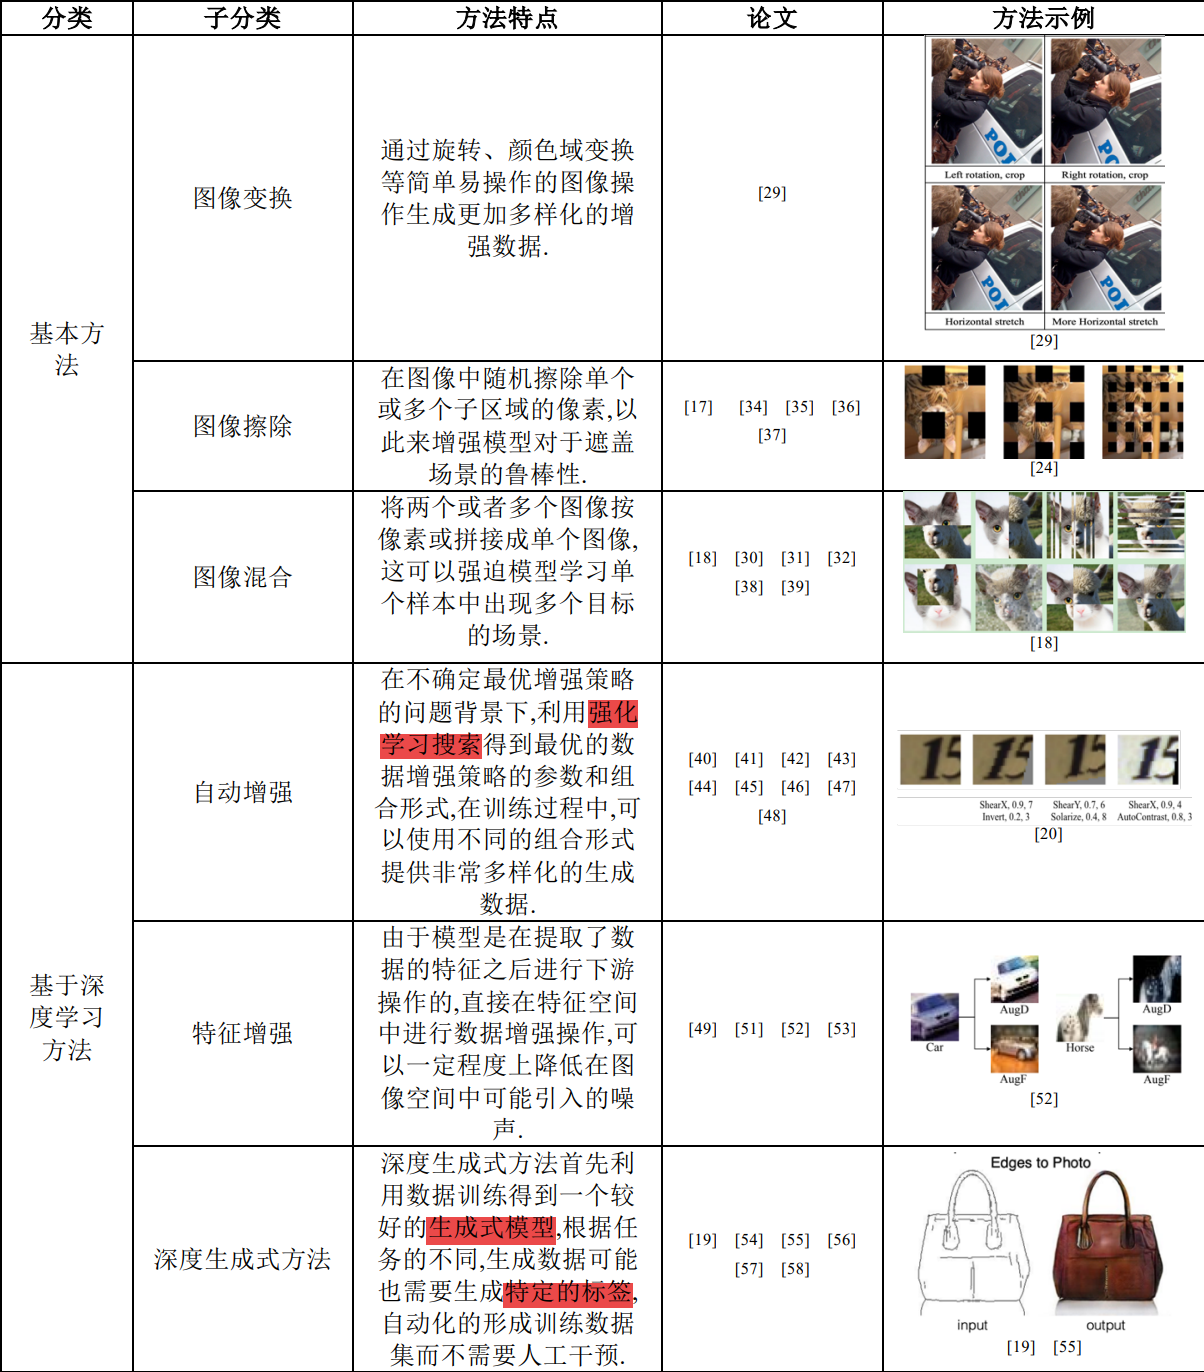 分类 子分类 方法特点 论文 方法示例
基本方
法
图像变换
通过旋转、颜色域变换
等简单易操作的图像操
作生成更加多样化的增
强数据.
[29]
POI
POI
Left rotation, crop Right rotation, crop
POI
POI
Horizontal stretch More Horizontal stretch
[29]
图像擦除
在图像中随机擦除单个
或多个子区域的像素,以
此来增强模型对于遮盖
场景的鲁棒性.
[17] [34] [35] [36]
[37]
[24]
图像混合
将两个或者多个图像按
像素或拼接成单个图像,
这可以强迫模型学习单
个样本中出现多个目标
的场景.
[18] [30] [31] [32]
[38] [39]
[18]
基于深
度学习
方法
自动增强
在不确定最优增强策略
的问题背景下,利用强化
学习搜索得到最优的数
据增强策略的参数和组
合形式,在训练过程中,可
以使用不同的组合形式
提供非常多样化的生成
数据.
[40] [41] [42] [43]
[44] [45] [46] [47]
[48]
15 15 15 15
ShearX, 0.9, 7 ShearY, 0.7, 6 ShearX, 0.9, 4
Invert, 0.2, 3 Solarize, 0.4, 8 AutoContrast, 0.8, 3
[20]
特征增强
由于模型是在提取了数
据的特征之后进行下游
操作的,直接在特征空间
中进行数据增强操作,可
以一定程度上降低在图
像空间中可能引入的噪
声.
[49] [51] [52] [53]
AugD AugD
Car Horse
AugF AugF
[52]
深度生成式方法
深度生成式方法首先利
用数据训练得到一个较
好的生成式模型,根据任
务的不同,生成数据可能
也需要生成特定的标签,
自动化的形成训练数据
集而不需要人工干预.
[19] [54] [55] [56]
[57] [58]
Edges to Photo
input output
[19] [55]